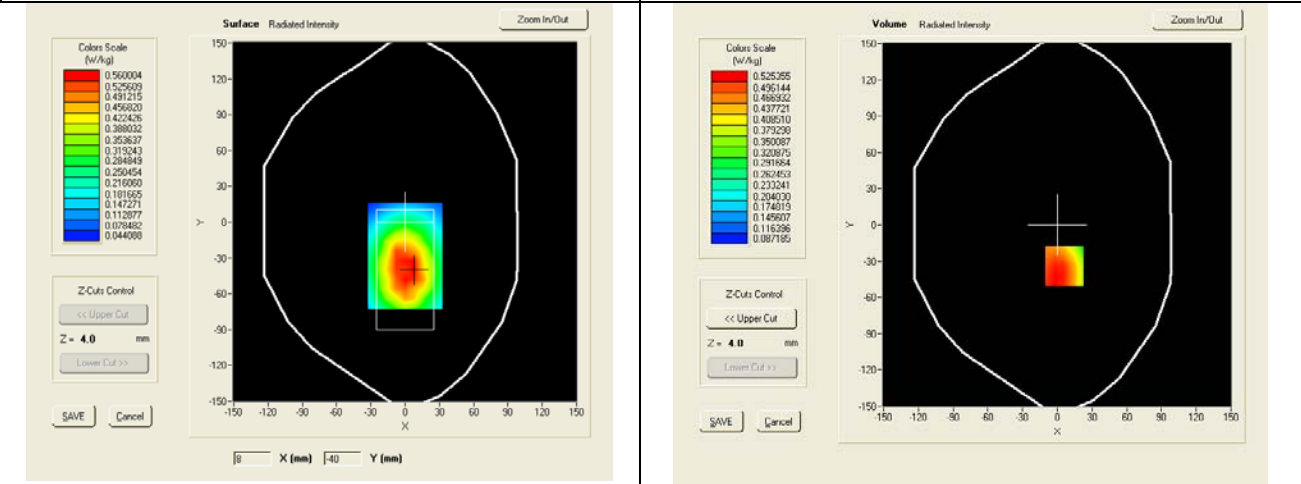 Surface Radiated Intensity
Zoom In/Out
Colors Scale
(W/kg)
0.560004
0.525609
0.491215
0.456820
0.422426
0.388032
0.353637
0.319243
0.284849
0.250454
0.216060
0.181665
0.147271
0.112877
0.078482
0.044088
150
120
90
60
30
0
-30
-60
-90
-120
-150
Y
-150 -120 -90 -60 -30 0 30 60 90 120 150
X
Z-Cuts Control
<< Upper Cut
Z = 4.0 mm
Lower Cut >>
SAVE Cancel
8 X (mm) -40 Y (mm)
Volume Radiated Intensity
Zoom In/Out
Colors Scale
(W/kg)
0.525355
0.496144
0.466932
0.437721
0.408510
0.379298
0.350087
0.320875
0.291664
0.262453
0.233241
0.204030
0.174819
0.145607
0.116396
0.087185
150
120
90
60
30
0
-30
-60
-90
-120
-150
Y
-150 -120 -90 -60 -30 0 30 60 90 120 150
X
Z-Cuts Control
<< Upper Cut
Z = 4.0 mm
Lower Cut >>
SAVE Cancel